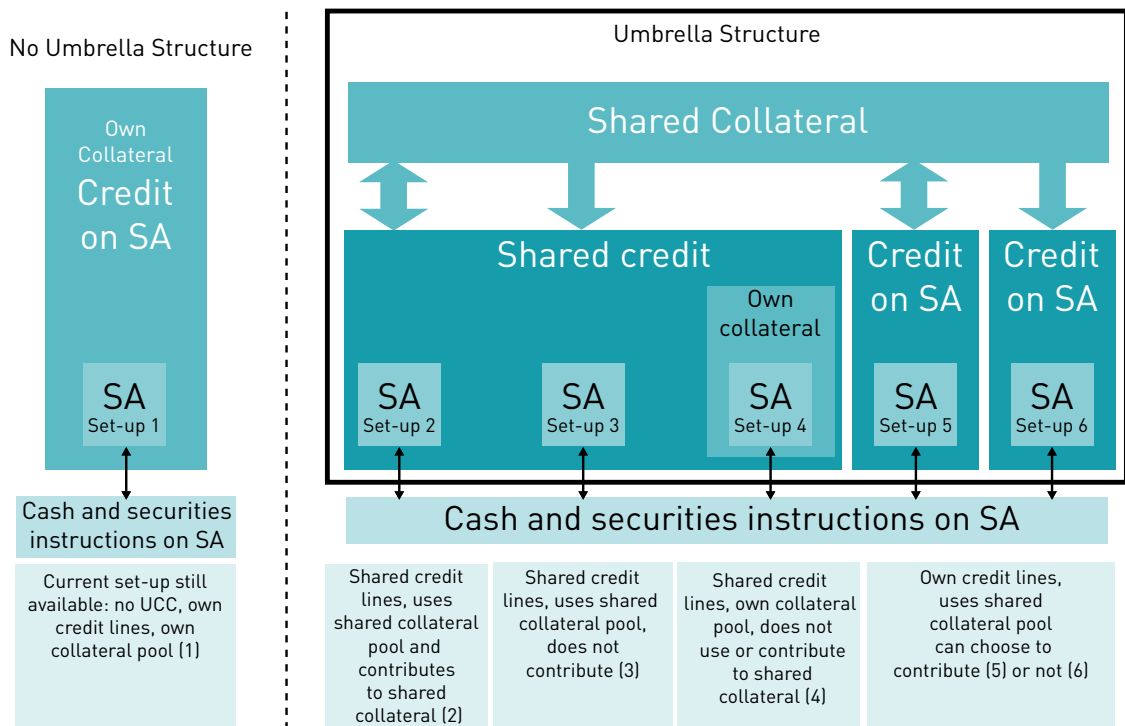 No Umbrella Structure
Own
Collateral
Credit
on SA
SA
Set-up 1
Cash and securities
instructions on SA
Current set-up still
available: no UCC, own
credit lines, own
collateral pool (1)
Umbrella Structure
Shared Collateral
Shared credit
Own
collateral
Credit
on SA
Credit
on SA
SA
Set-up 2
SA
Set-up 3
SA
Set-up 4
SA
Set-up 5
SA
Set-up 6
Cash and securities instructions on SA
Shared credit
lines, uses
shared collateral
pool and
contributes
to shared
collateral (2)
Shared credit
lines, uses shared
collateral pool,
does not
contribute (3)
Shared credit
lines, own collateral
pool, does not
use or contribute
to shared
collateral (4)
Own credit lines,
uses shared
collateral pool
can choose to
contribute (5) or not (6)